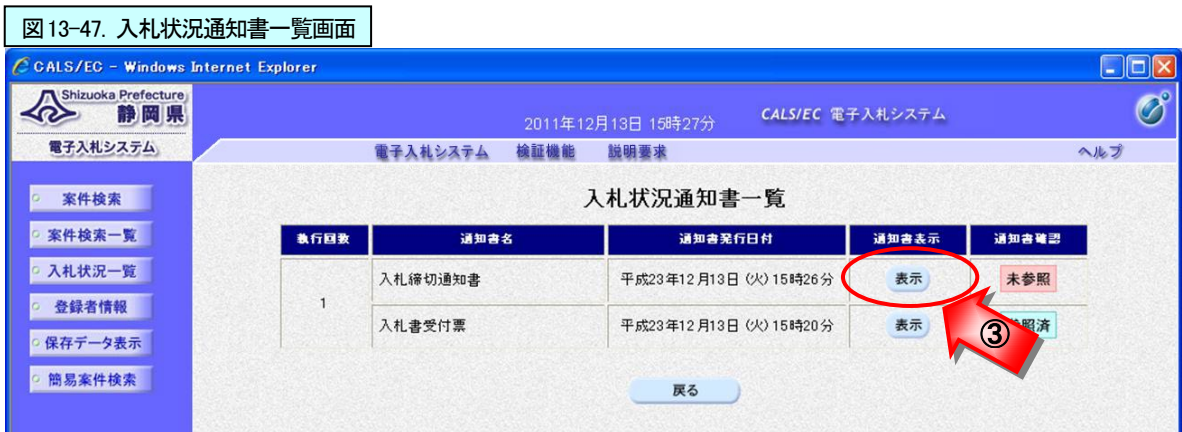 図13-47. 入札状況通知書一覧画面
CALS/EC - Windows Internet Explorer
Shizuoka Prefecture
静岡県
電子入札システム
2011年12月13日 15時27分
CALS/EC 電子入札システム
電子入札システム 検証機能 説明要求 ヘルプ
案件検索
案件検索一覧
入札状況一覧
登録者情報
保存データ表示
簡易案件検索
入札状況通知書一覧
執行回数 通知書名 通知書発行日付 通知書表示 通知書確認
1
入札締切通知書 平成23年12月13日 (火) 15時26分 表示 未参照
入札書受付票 平成23年12月13日 (火) 15時20分 表示 照済
③
戻る